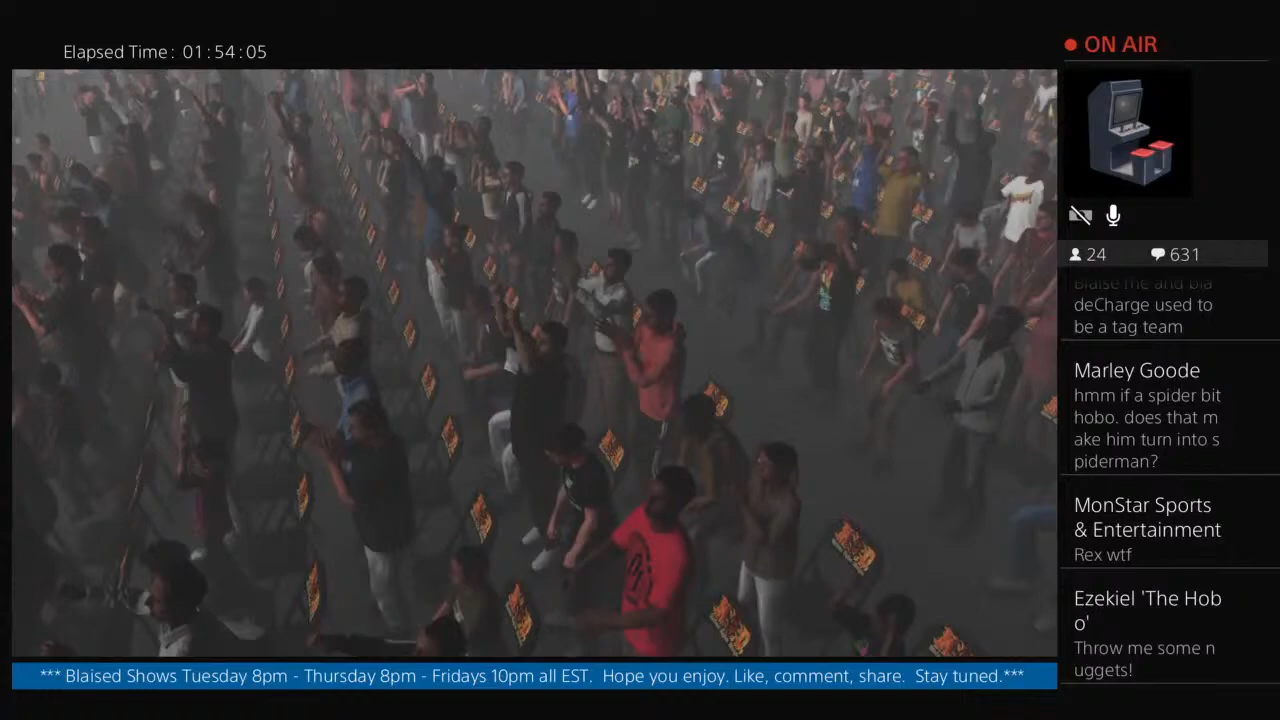 Elapsed Time: 01:54:05
ON AIR
24 631
deCharge used to
be a tag team
Marley Goode
hmm if a spider bit
hobo. does that m
ake him turn into s
piderman?
MonStar Sports
& Entertainment
Rex wtf
Ezekiel 'The Hob
o'
Throw me some n
uggets!
*** Blaised Shows Tuesday 8pm - Thursday 8pm - Fridays 10pm all EST. Hope you enjoy. Like, comment, share. Stay tuned.***